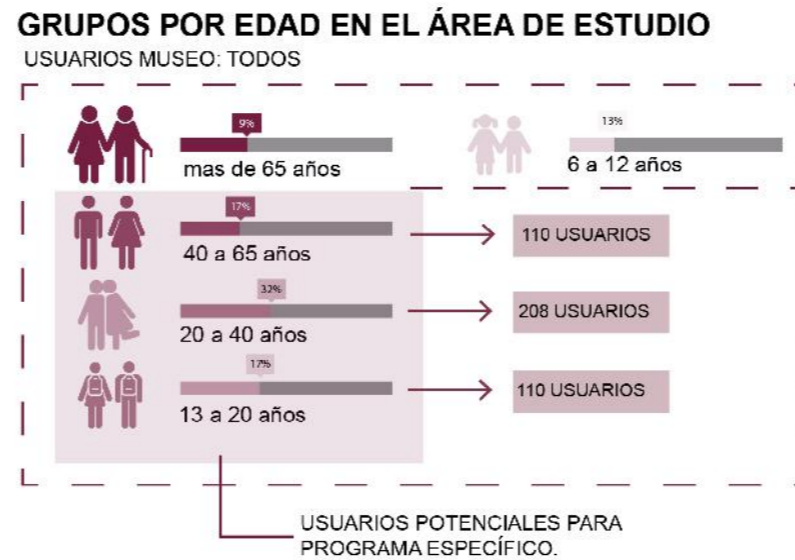 GRUPOS POR EDAD EN EL ÁREA DE ESTUDIO
USUARIOS MUSEO: TODOS
9%
mas de 65 años
13%
6 a 12 años
17%
40 a 65 años
110 USUARIOS
32%
20 a 40 años
208 USUARIOS
17%
13 a 20 años
110 USUARIOS
USUARIOS POTENCIALES PARA
PROGRAMA ESPECÍFICO.